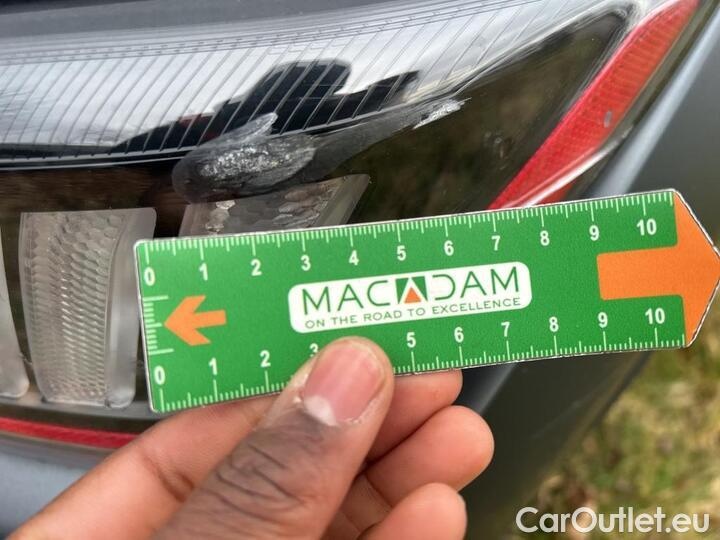 0 1 2 3 4 5 6 7 8 9 10
MACADAM
ON THE ROAD TO EXCELLENCE
0 1 2 3 5 6 7 8 9 10
CarOutlet.eu